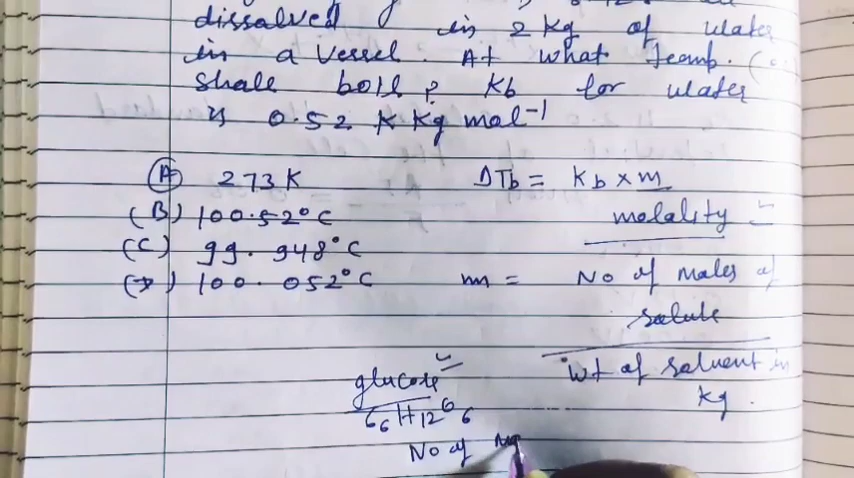 dissolved in 2 Kg of Water
in a Vessel. At what Temp.
Shall boil? Kb for Water
is 0.52 K Kg mol⁻¹
(A) 273 K
(B) 100.52°C
(C) 99.948°C
100.052°C
ΔTb = Kb × m
molality
m = No of Moles of
Solute
Wt of Solvent in
Kg.
glucose
C6H12O6
No of